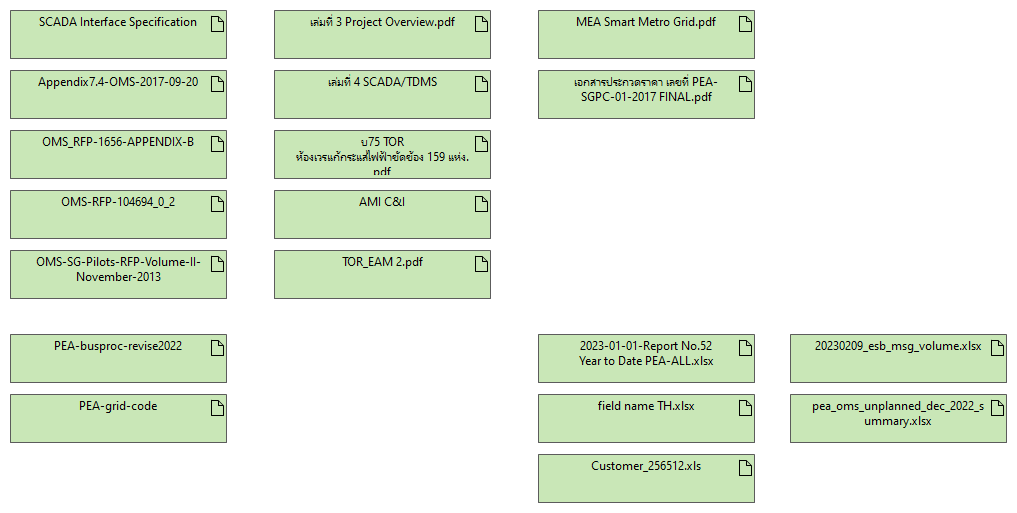 SCADA Interface Specification
Appendix7.4-OMS-2017-09-20
OMS_RFP-1656-APPENDIX-B
OMS-RFP-104694_0_2
OMS-SG-Pilots-RFP-Volume-II-
November-2013
เล่มที่ 3 Project Overview.pdf
เล่มที่ 4 SCADA/TDMS
บ75 TOR
ห้องเวรแก้กระแสไฟฟ้าขัดข้อง 159 แห่ง.
pdf
AMI C&I
TOR_EAM 2.pdf
MEA Smart Metro Grid.pdf
เอกสารประกวดราคา เลขที่ PEA-
SGPC-01-2017 FINAL.pdf
PEA-busproc-revise2022
PEA-grid-code
2023-01-01-Report No.52
Year to Date PEA-ALL.xlsx
field name TH.xlsx
Customer_256512.xls
20230209_esb_msg_volume.xlsx
pea_oms_unplanned_dec_2022_s
ummary.xlsx